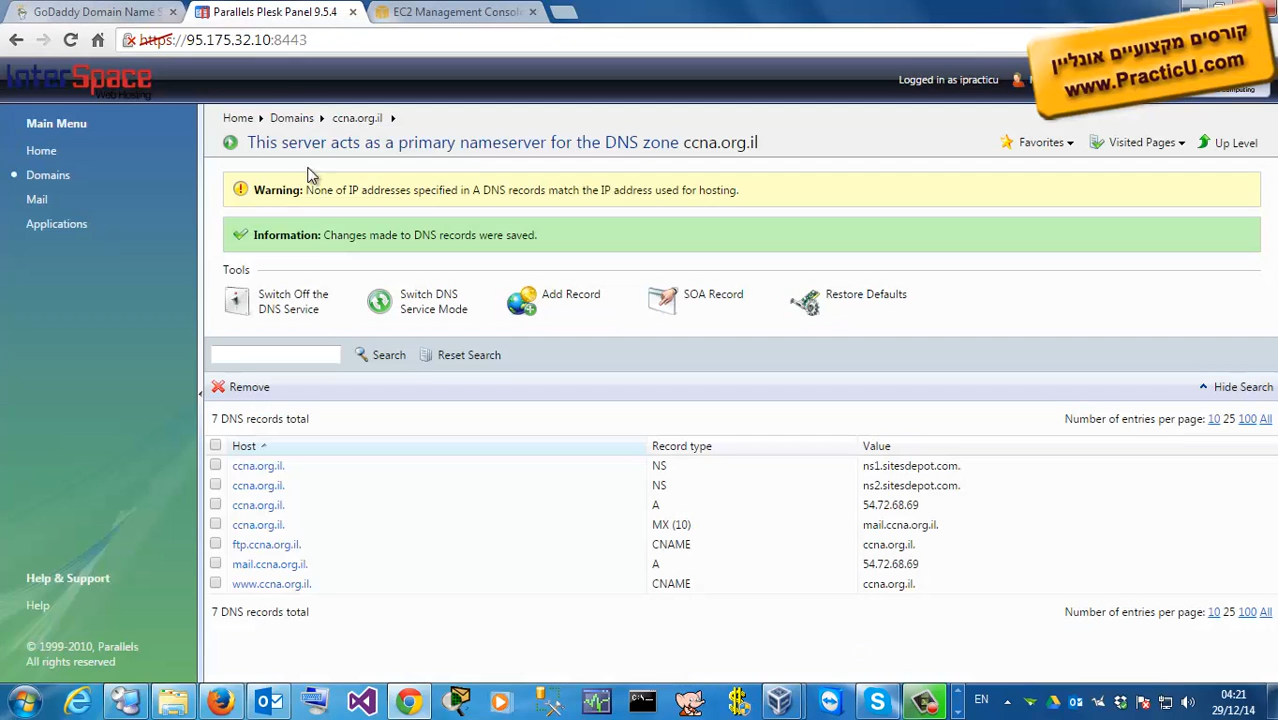 GoDaddy Domain Name S
Parallels Plesk Panel 9.5.4
EC2 Management Console
https://95.175.32.10:8443
קורסים מקצועיים אונליין
www.PracticU.com
InterSpace
Web Hosting
Logged in as ipracticu
Main Menu
Home
Domains
Mail
Applications
Home
Domains
ccna.org.il
This server acts as a primary nameserver for the DNS zone ccna.org.il
Favorites
Visited Pages
Up Level
Warning: None of IP addresses specified in A DNS records match the IP address used for hosting.
Information: Changes made to DNS records were saved.
Tools
Switch Off the
DNS Service
Switch DNS
Service Mode
Add Record
SOA Record
Restore Defaults
Search
Reset Search
Remove
Hide Search
7 DNS records total
Number of entries per page: 10 25 100 All
Host Record type Value
ccna.org.il. NS ns1.sitesdepot.com.
ccna.org.il. NS ns2.sitesdepot.com.
ccna.org.il. A 54.72.68.69
ccna.org.il. MX (10) mail.ccna.org.il.
ftp.ccna.org.il. CNAME ccna.org.il.
mail.ccna.org.il. A 54.72.68.69
www.ccna.org.il. CNAME ccna.org.il.
7 DNS records total
Number of entries per page: 10 25 100 All
Help & Support
Help
© 1999-2010, Parallels
All rights reserved
EN
04:21
29/12/14